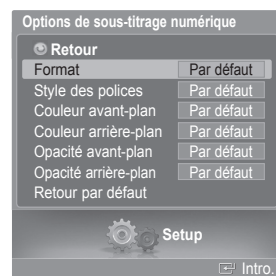 Options de sous-titrage numérique
Retour
Format Par défaut
Style des polices Par défaut
Couleur avant-plan Par défaut
Couleur arrière-plan Par défaut
Opacité avant-plan Par défaut
Opacité arrière-plan Par défaut
Retour par défaut
Setup
Intro.